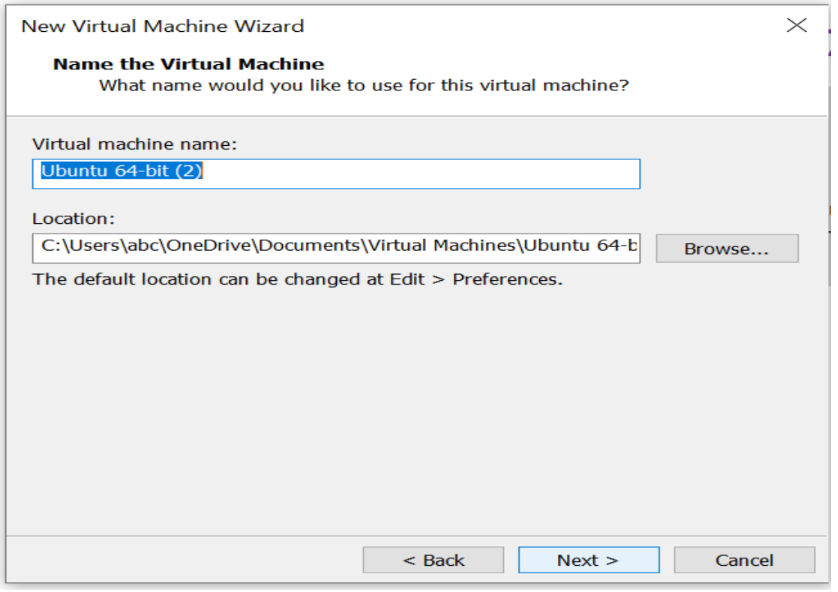 New Virtual Machine Wizard
Name the Virtual Machine
What name would you like to use for this virtual machine?
Virtual machine name:
Ubuntu 64-bit (2)
Location:
C:\Users\abc\OneDrive\Documents\Virtual Machines\Ubuntu 64-b
Browse...
The default location can be changed at Edit > Preferences.
< Back
Next >
Cancel